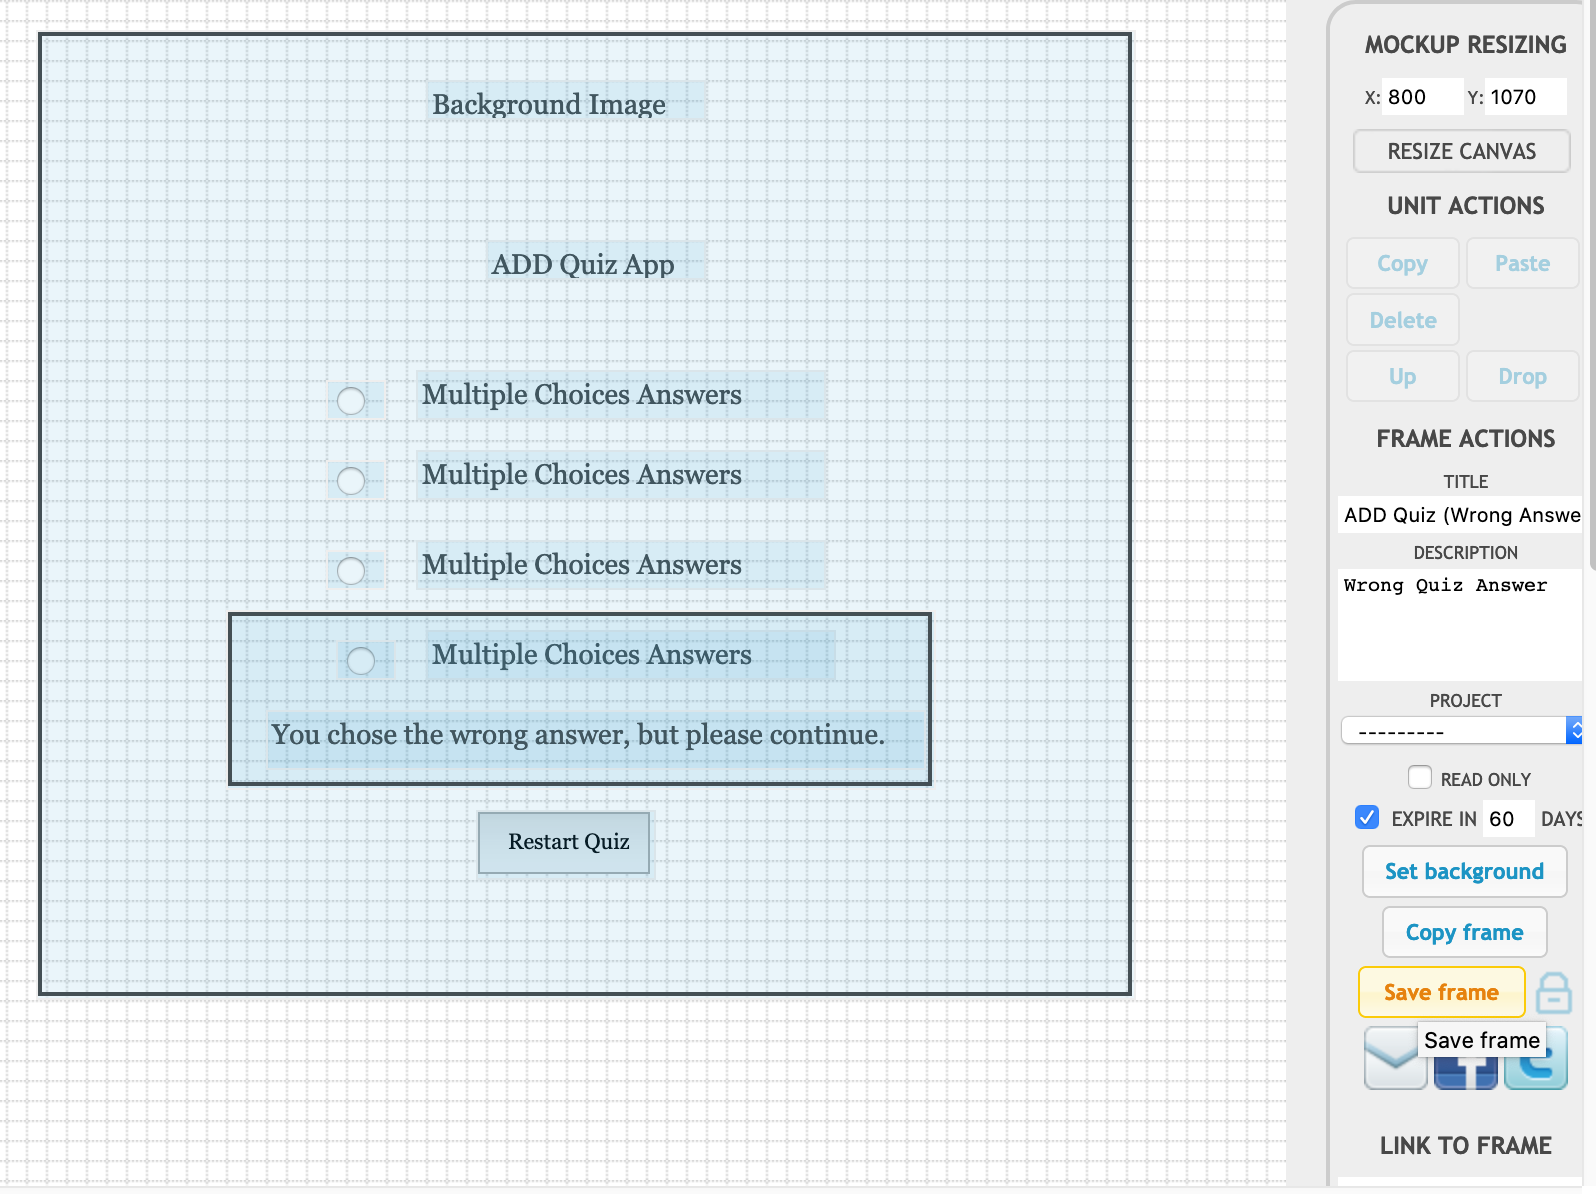 Background Image
ADD Quiz App
Multiple Choices Answers
Multiple Choices Answers
Multiple Choices Answers
Multiple Choices Answers
You chose the wrong answer, but please continue.
Restart Quiz
MOCKUP RESIZING
X: 800 Y: 1070
RESIZE CANVAS
UNIT ACTIONS
Copy Paste
Delete
Up Drop
FRAME ACTIONS
TITLE
ADD Quiz (Wrong Answe
DESCRIPTION
Wrong Quiz Answer
PROJECT
---------
READ ONLY
EXPIRE IN 60 DAYS
Set background
Copy frame
Save frame
Save frame
LINK TO FRAME